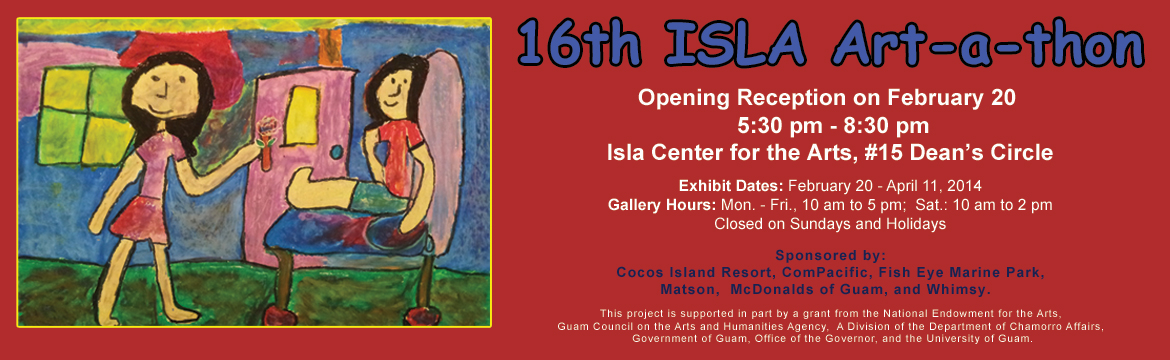 16th ISLA Art-a-thon
Opening Reception on February 20
5:30 pm - 8:30 pm
Isla Center for the Arts, #15 Dean’s Circle
Exhibit Dates: February 20 - April 11, 2014
Gallery Hours: Mon. - Fri., 10 am to 5 pm;  Sat.: 10 am to 2 pm
Closed on Sundays and Holidays
Sponsored by:
Cocos Island Resort, ComPacific, Fish Eye Marine Park,
Matson,  McDonalds of Guam, and Whimsy.
This project is supported in part by a grant from the National Endowment for the Arts,
Guam Council on the Arts and Humanities Agency,  A Division of the Department of Chamorro Affairs,
Government of Guam, Office of the Governor, and the University of Guam.